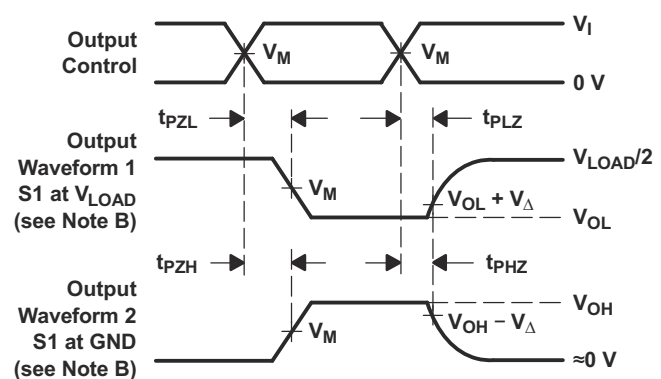 Output
Control
V_M
V_M
V_I
0 V
t_PZL
t_PLZ
Output
Waveform 1
S1 at V_LOAD
(see Note B)
V_M
V_LOAD/2
V_OL + V_Δ
V_OL
t_PZH
t_PHZ
Output
Waveform 2
S1 at GND
(see Note B)
V_M
V_OH
V_OH − V_Δ
≈0 V